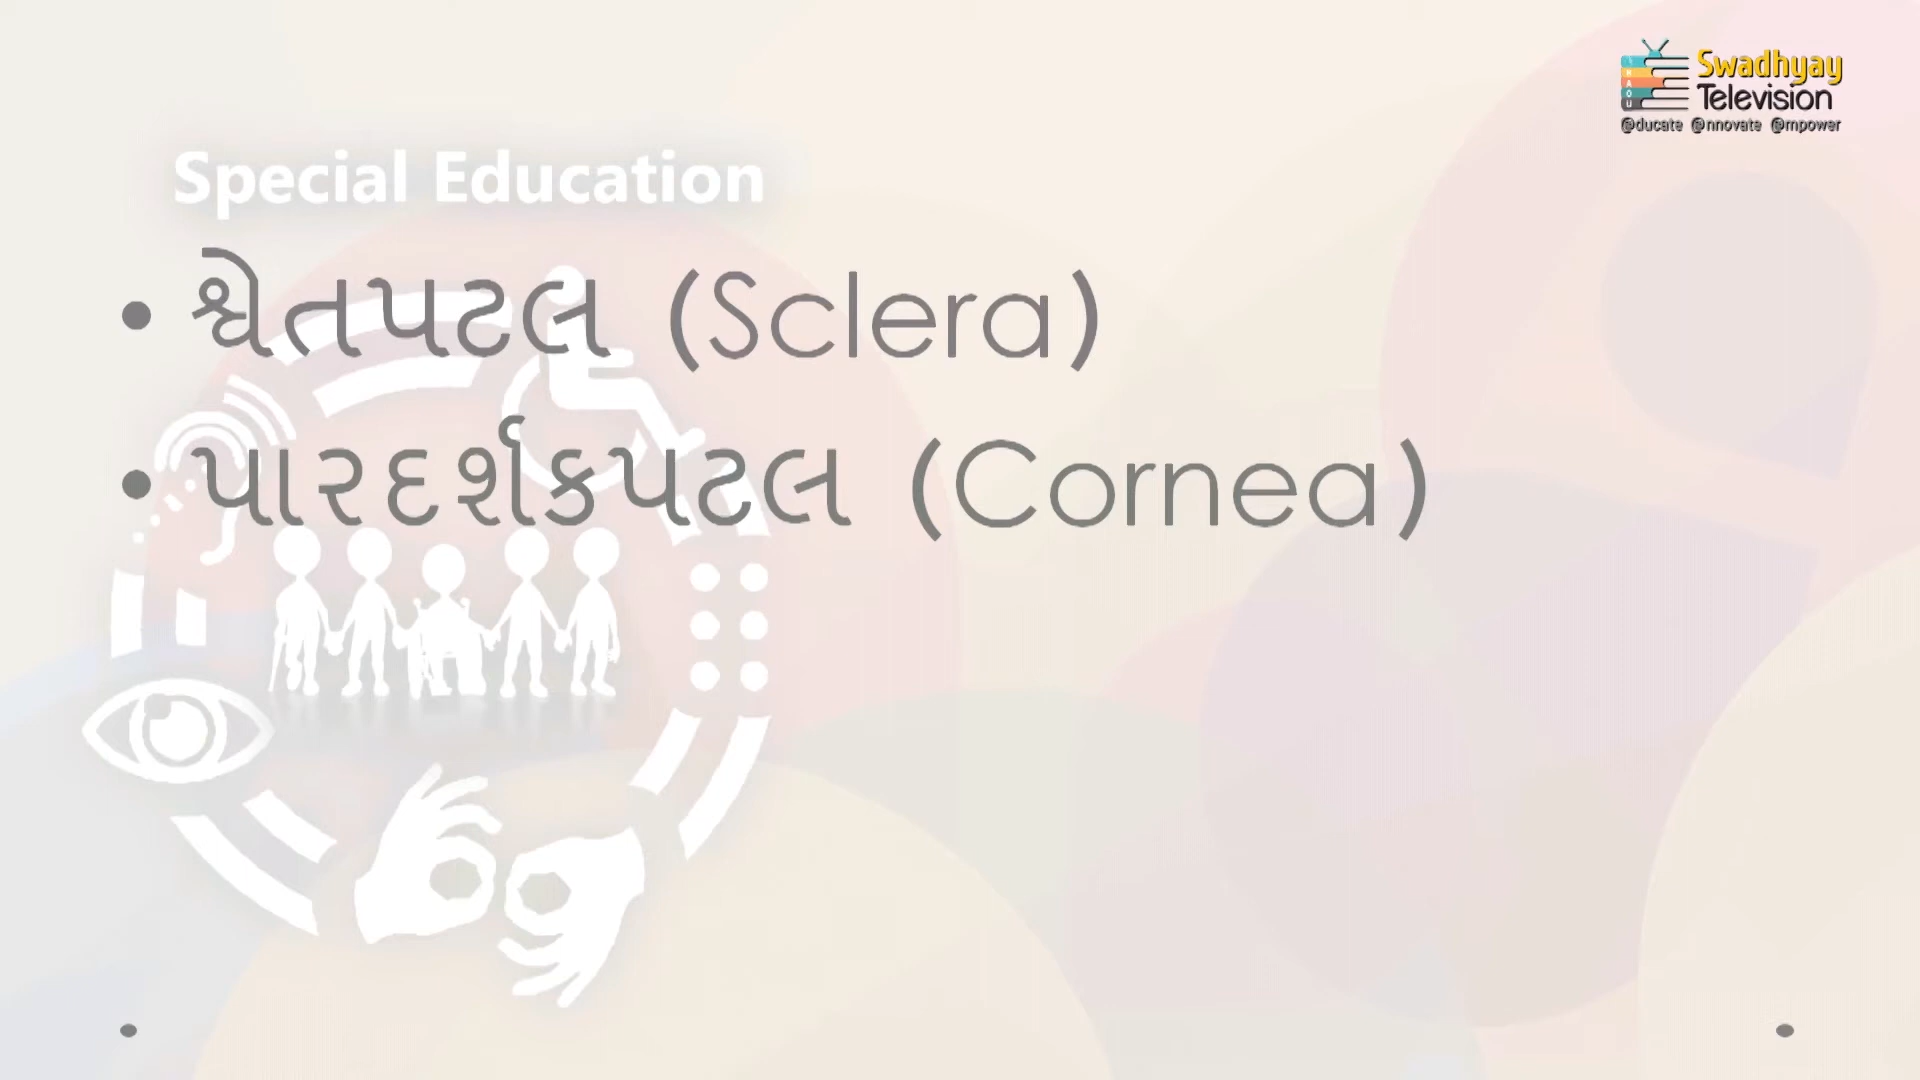 Swadhyay
Television
@ducate @nnovate @mpower
Special Education
• શ્વેતપટલ (Sclera)
• પારદર્શકપટલ (Cornea)